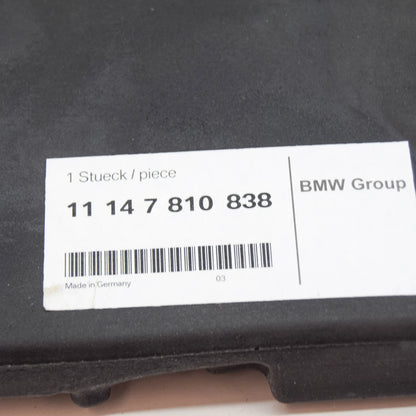 1 Stueck / piece
11 14 7 810 838
BMW Group
Made in Germany
03